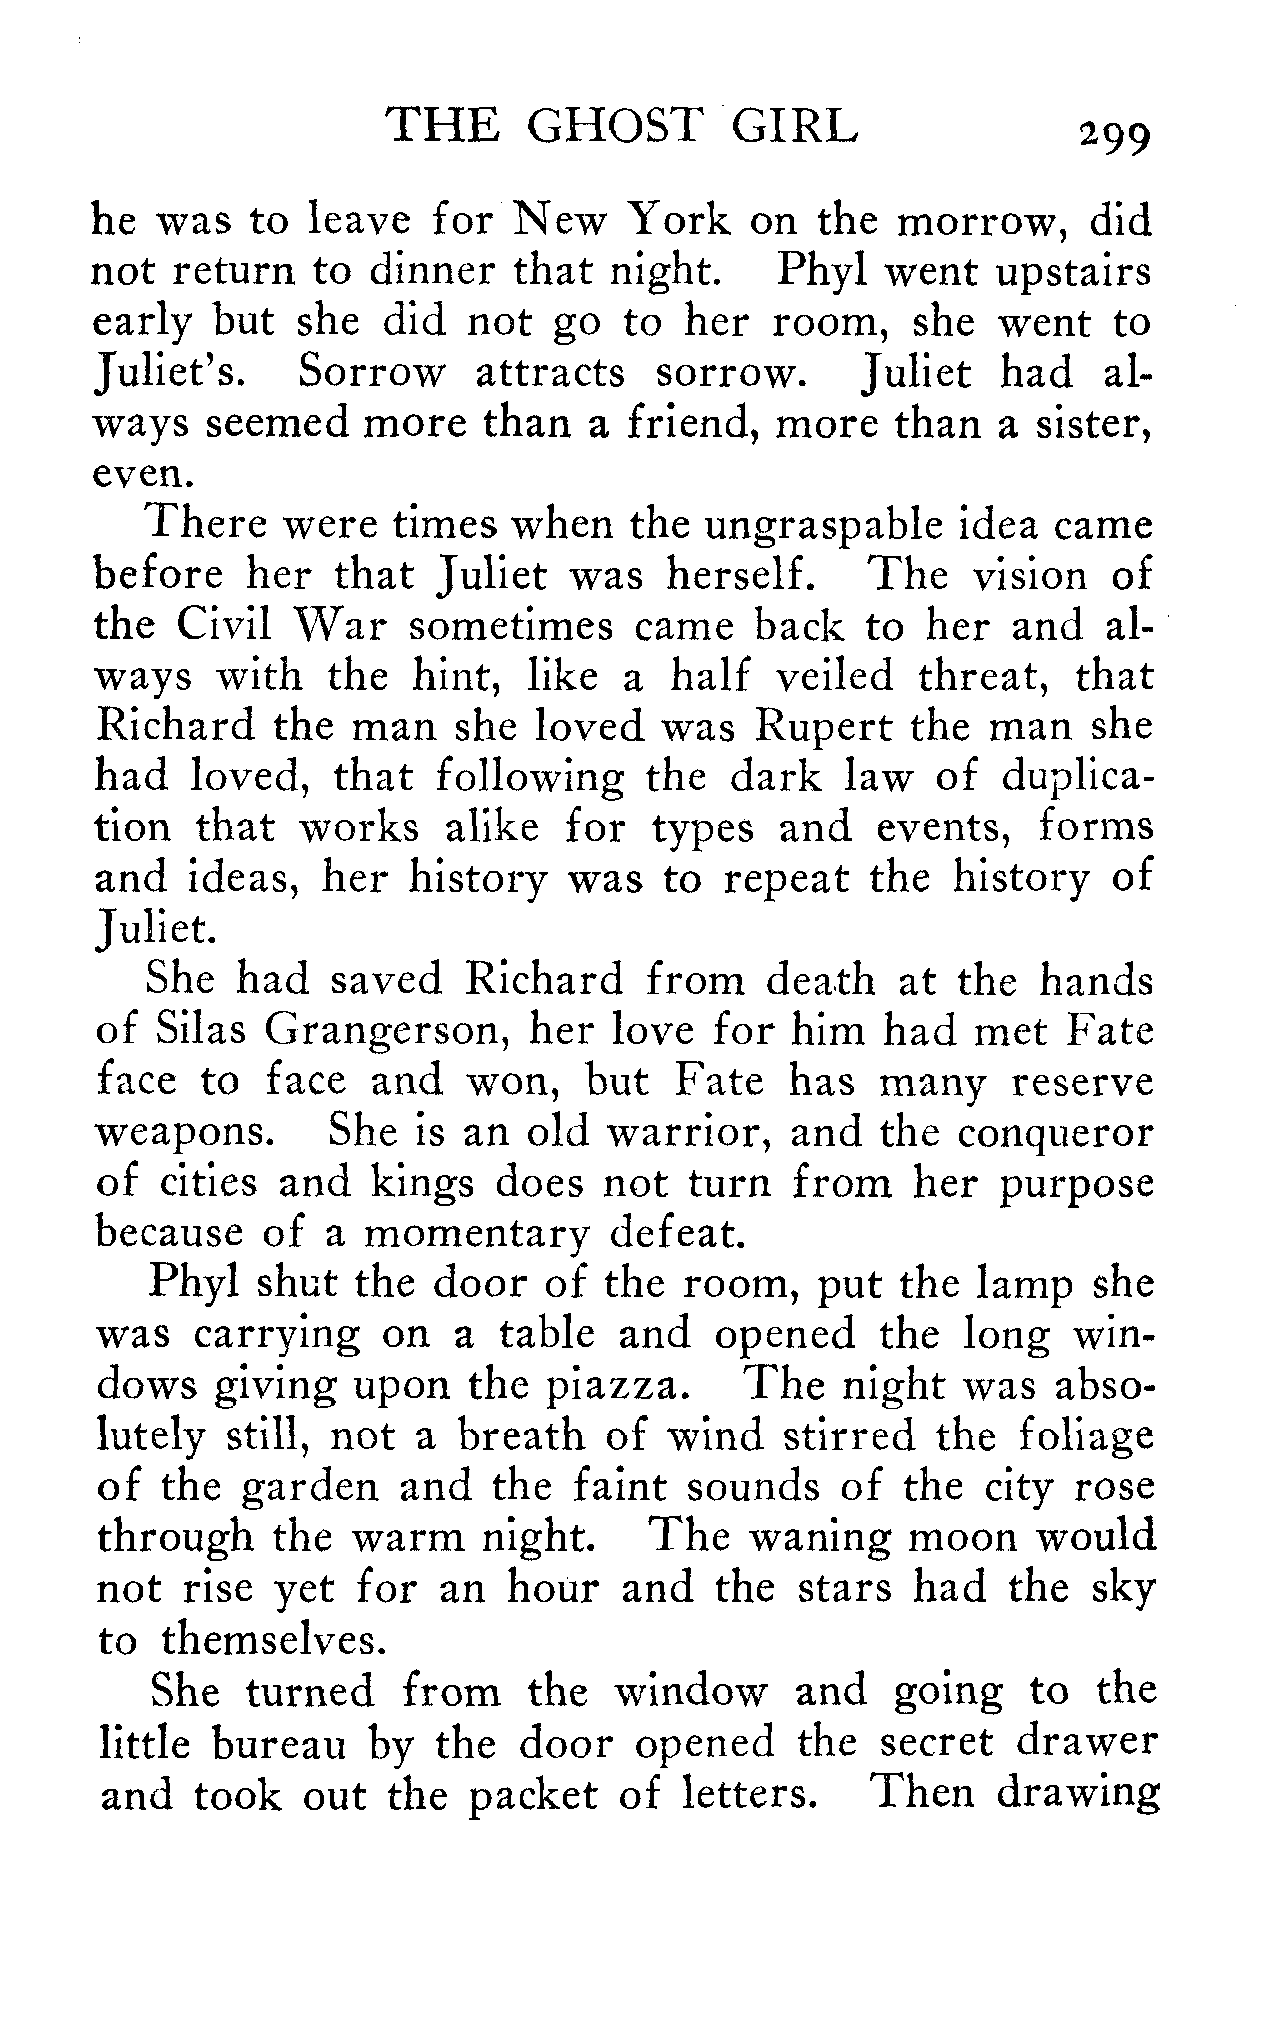 THE GHOST GIRL 299
he was to leave for New York on the morrow, did
not return to dinner that night. Phyl went upstairs
early but she did not go to her room, she went to
Juliet's. Sorrow attracts sorrow. Juliet had al-
ways seemed more than a friend, more than a sister,
even.
There were times when the ungraspable idea came
before her that Juliet was herself. The vision of
the Civil War sometimes came back to her and al-
ways with the hint, like a half veiled threat, that
Richard the man she loved was Rupert the man she
had loved, that following the dark law of duplica-
tion that works alike for types and events, forms
and ideas, her history was to repeat the history of
Juliet.
She had saved Richard from death at the hands
of Silas Grangerson, her love for him had met Fate
face to face and won, but Fate has many reserve
weapons. She is an old warrior, and the conqueror
of cities and kings does not turn from her purpose
because of a momentary defeat.
Phyl shut the door of the room, put the lamp she
was carrying on a table and opened the long win-
dows giving upon the piazza. The night was abso-
lutely still, not a breath of wind stirred the foliage
of the garden and the faint sounds of the city rose
through the warm night. The waning moon would
not rise yet for an hour and the stars had the sky
to themselves.
She turned from the window and going to the
little bureau by the door opened the secret drawer
and took out the packet of letters. Then drawing